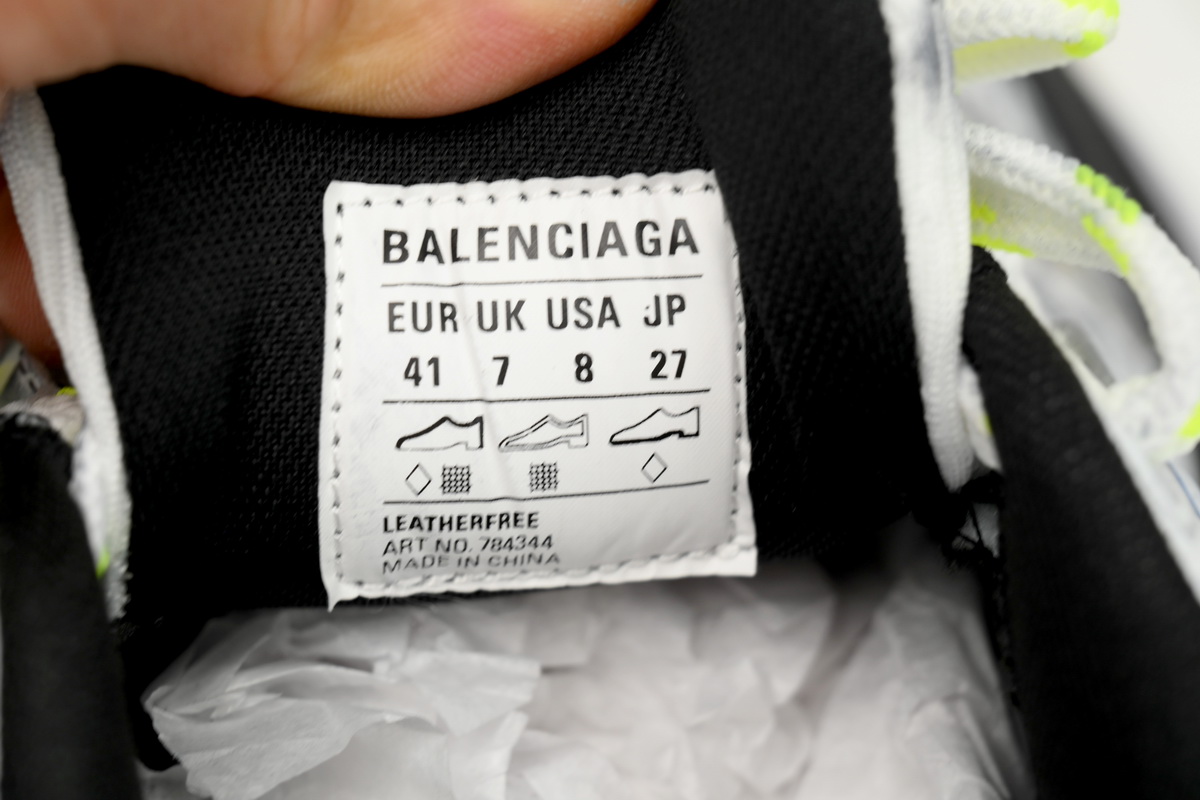 BALENCIAGA
EUR UK USA JP
41 7 8 27
LEATHERFREE
ART NO. 784344
MADE IN CHINA